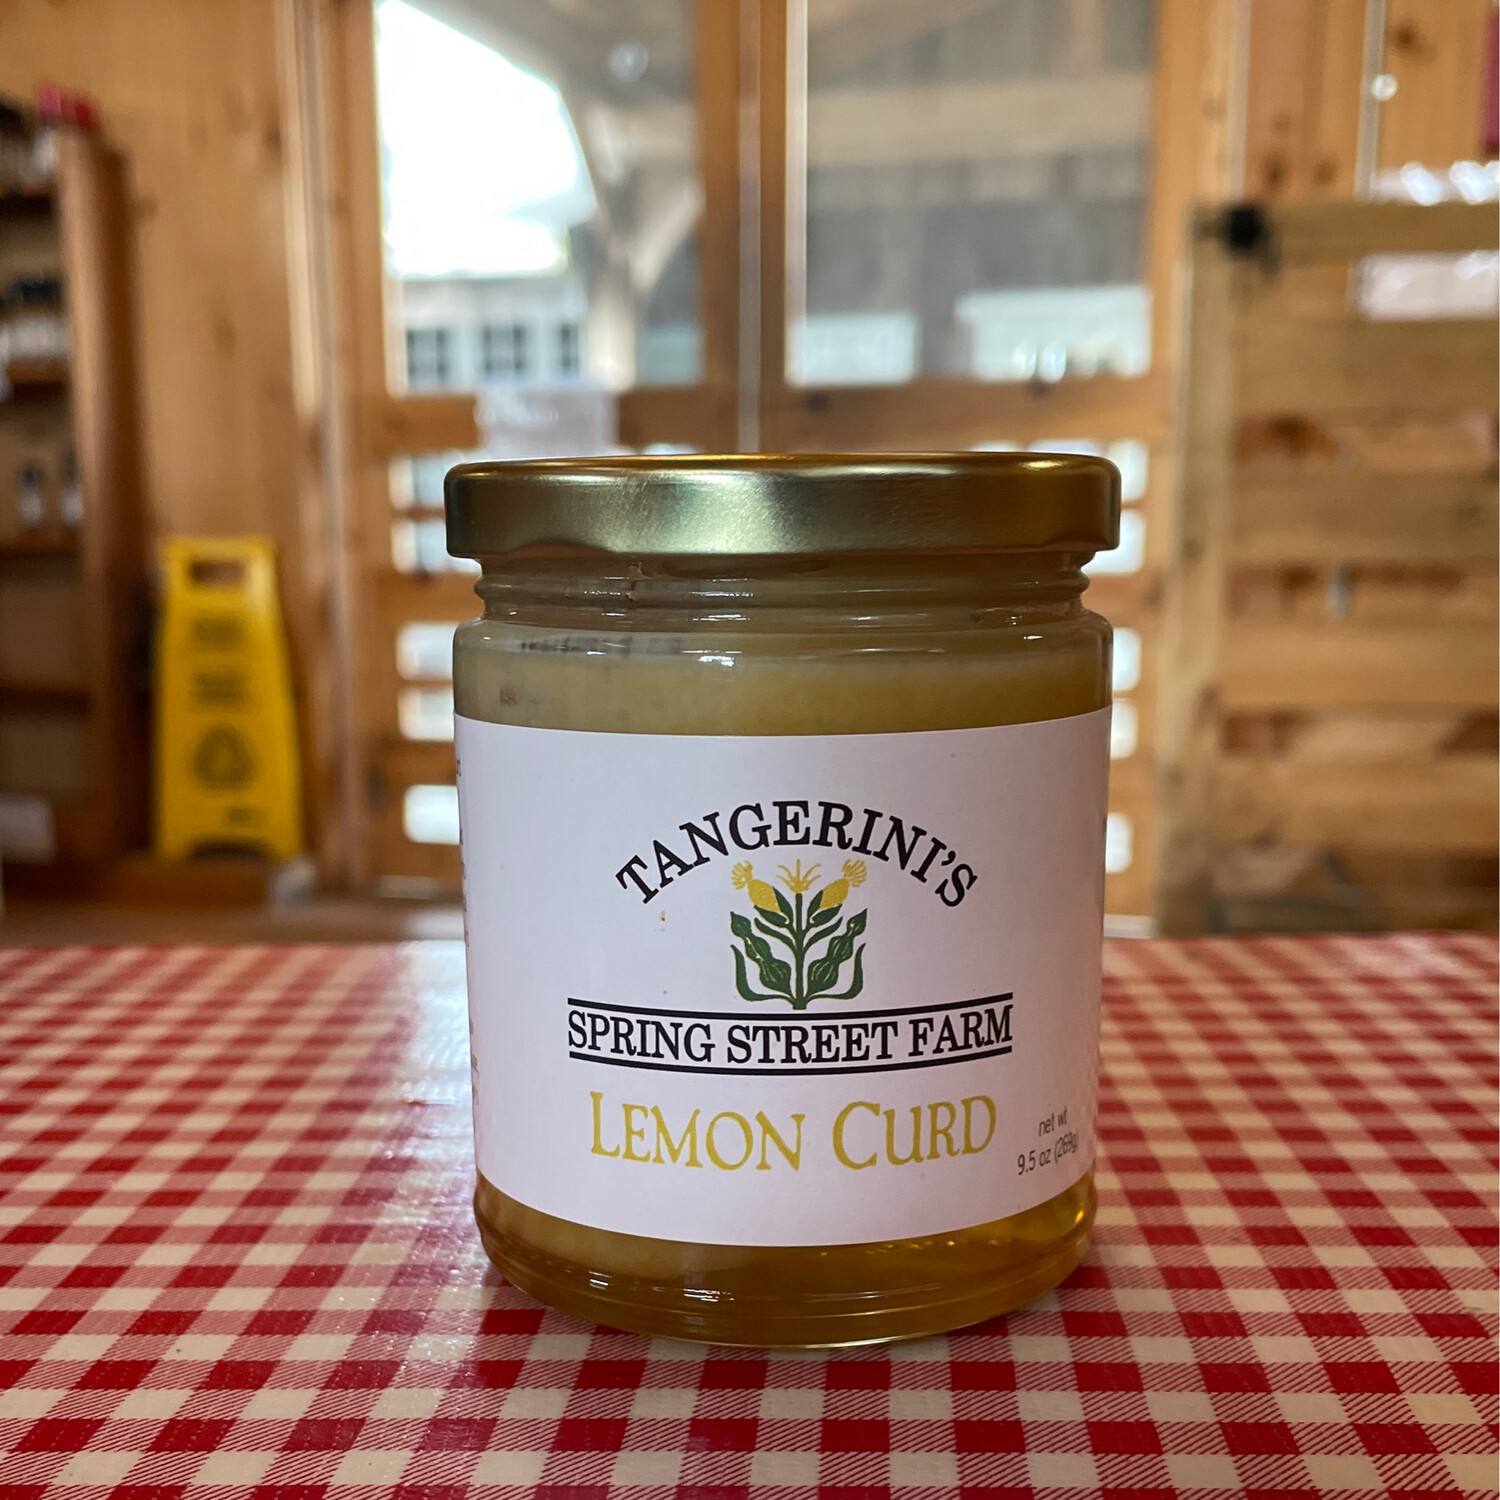 TANGERINI'S
SPRING STREET FARM
LEMON CURD
net wt
9.5 oz (269g)